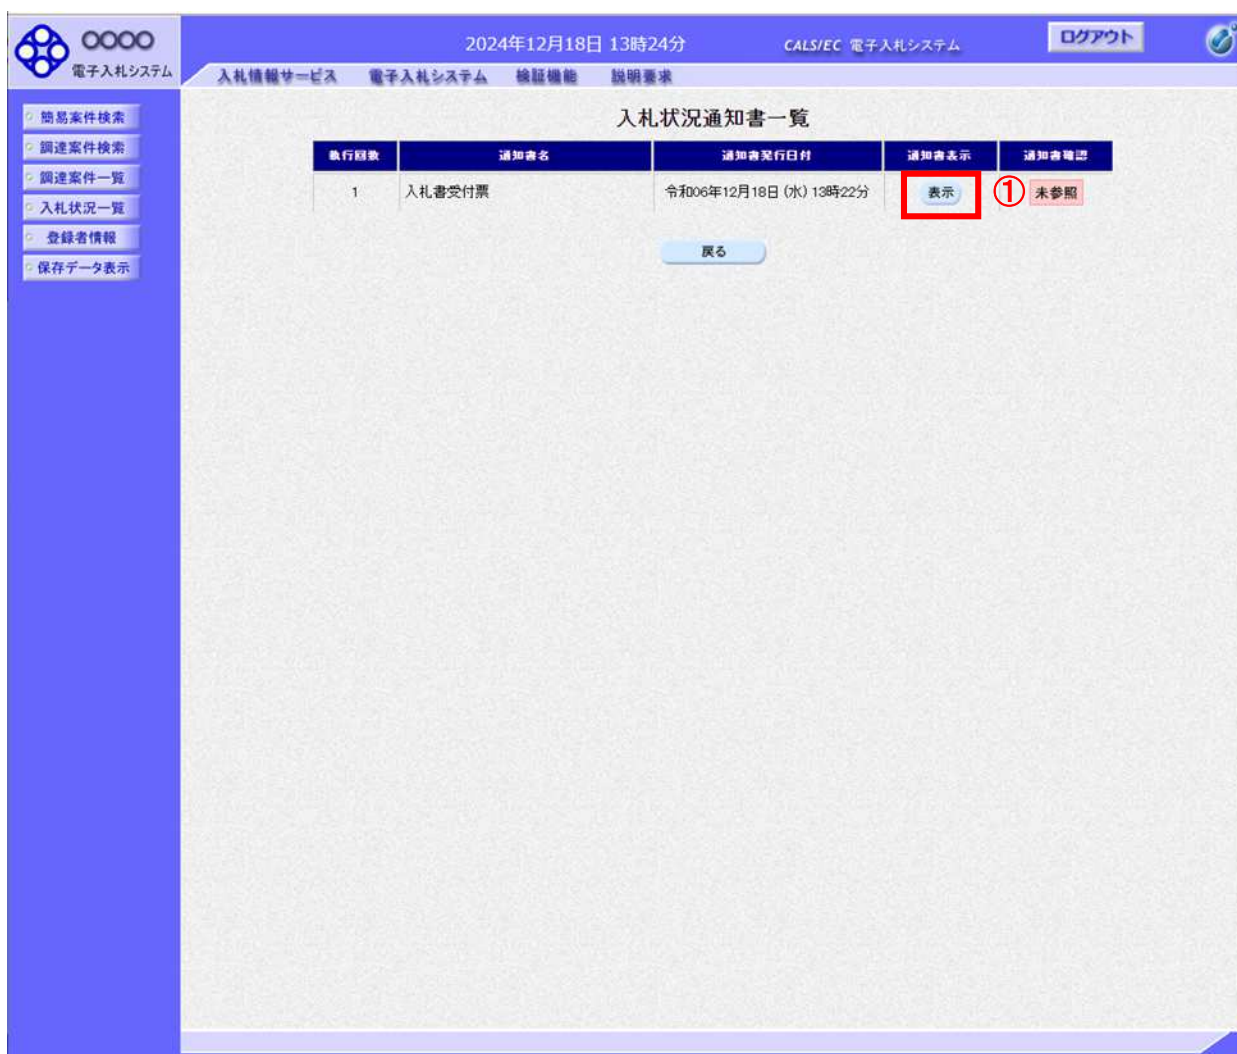 OOOO
電子入札システム
2024年12月18日 13時24分
CALS/EC 電子入札システム
ログアウト
入札情報サービス 電子入札システム 検証機能 説明要求
簡易案件検索
調達案件検索
調達案件一覧
入札状況一覧
登録者情報
保存データ表示
入札状況通知書一覧
執行回数 通知書名 通知書発行日付 通知書表示 通知書確認
1 入札書受付票 令和06年12月18日 (水) 13時22分 表示 ① 未参照
戻る